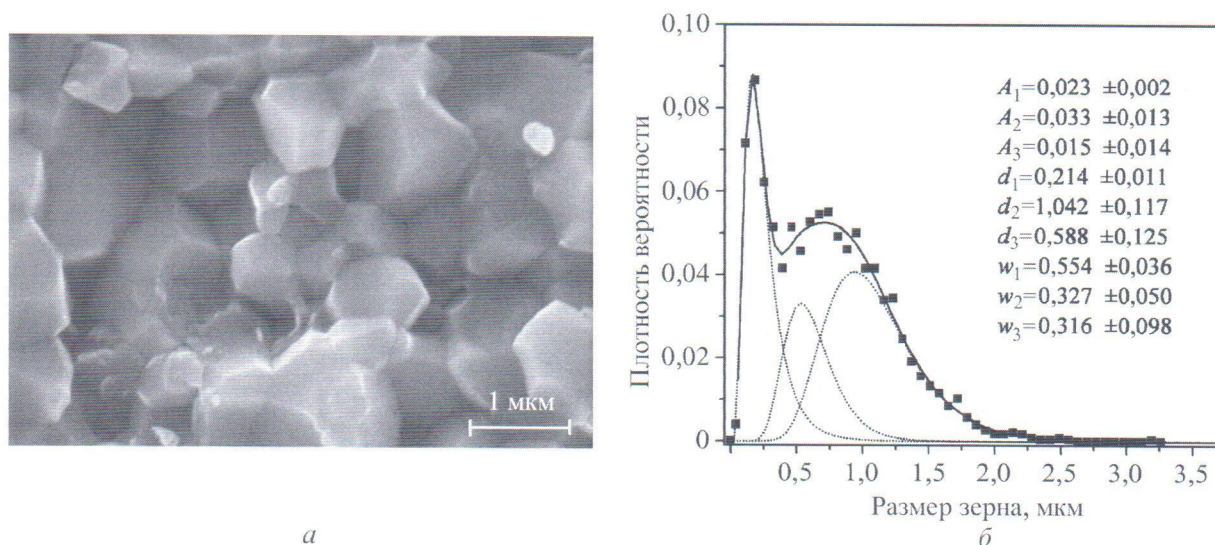 1 мкм
а
Плотность вероятности
0,10
0,08
0,06
0,04
0,02
0
A1=0,023 ±0,002
A2=0,033 ±0,013
A3=0,015 ±0,014
d1=0,214 ±0,011
d2=1,042 ±0,117
d3=0,588 ±0,125
w1=0,554 ±0,036
w2=0,327 ±0,050
w3=0,316 ±0,098
0,5 1,0 1,5 2,0 2,5 3,0 3,5
Размер зерна, мкм
б